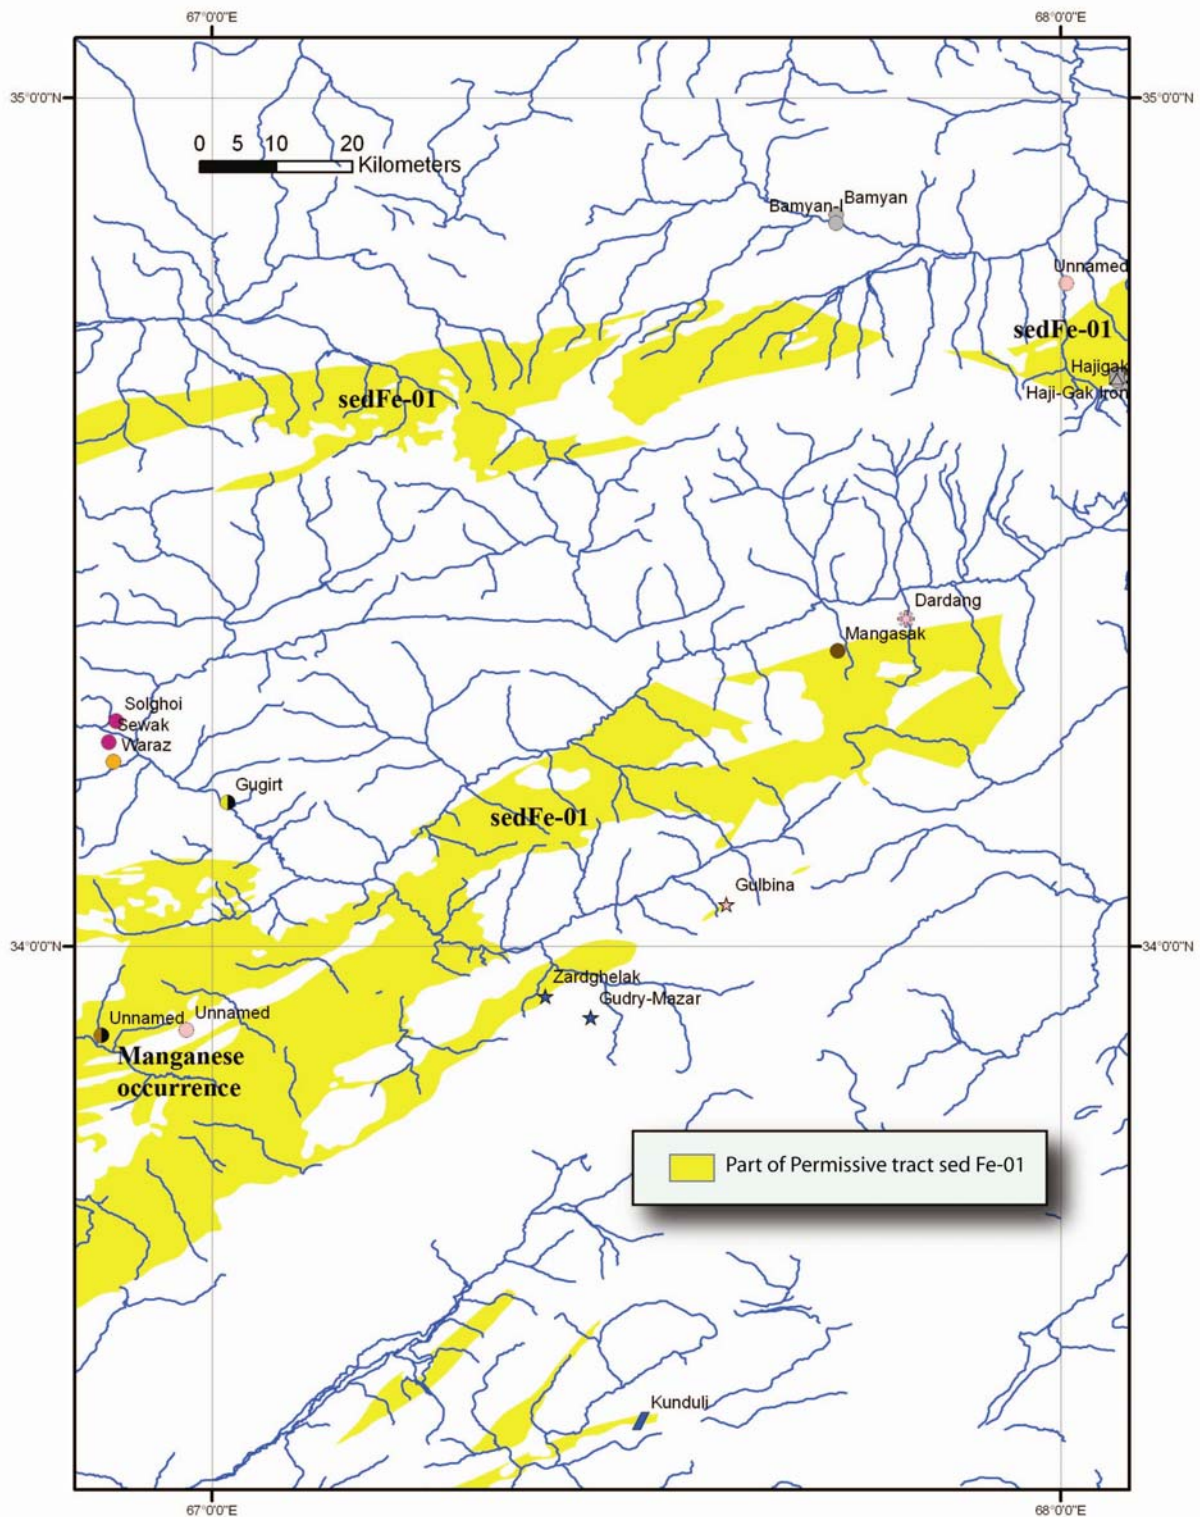 67°0'0"E
68°0'0"E
35°0'0"N
35°0'0"N
0 5 10 20
Kilometers
Bamyan-I
Bamyan
Unnamed
sedFe-01
Hajigak
Haji-Gak Iron
sedFe-01
Dardang
Mangasak
Solghoi
Sewak
Waraz
Gugirt
sedFe-01
Gulbina
34°0'0"N
34°0'0"N
Zardghelak
Gudry-Mazar
Unnamed
Unnamed
Manganese
occurrence
Part of Permissive tract sed Fe-01
Kundulj
67°0'0"E
68°0'0"E